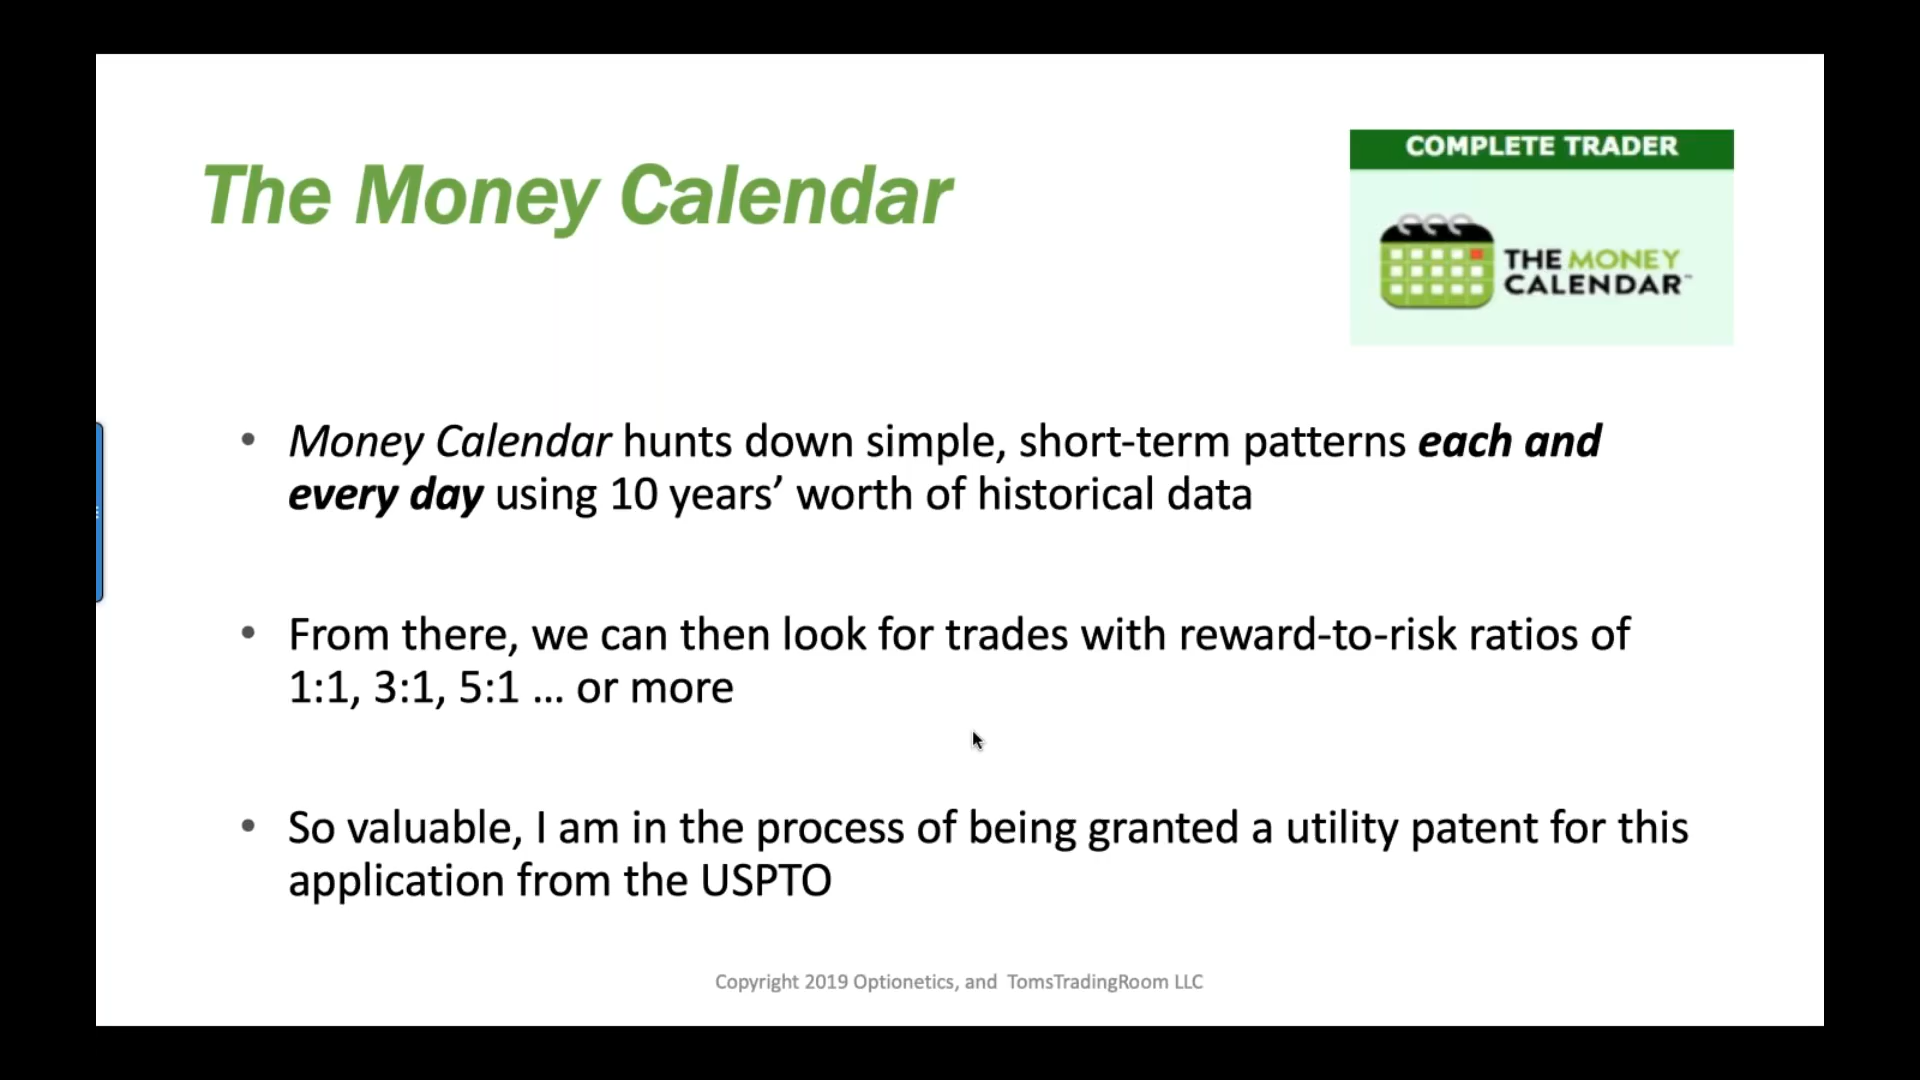 The Money Calendar
COMPLETE TRADER
THE MONEY
CALENDAR™
• Money Calendar hunts down simple, short-term patterns each and
every day using 10 years’ worth of historical data
• From there, we can then look for trades with reward-to-risk ratios of
1:1, 3:1, 5:1 … or more
• So valuable, I am in the process of being granted a utility patent for this
application from the USPTO
Copyright 2019 Optionetics, and TomsTradingRoom LLC